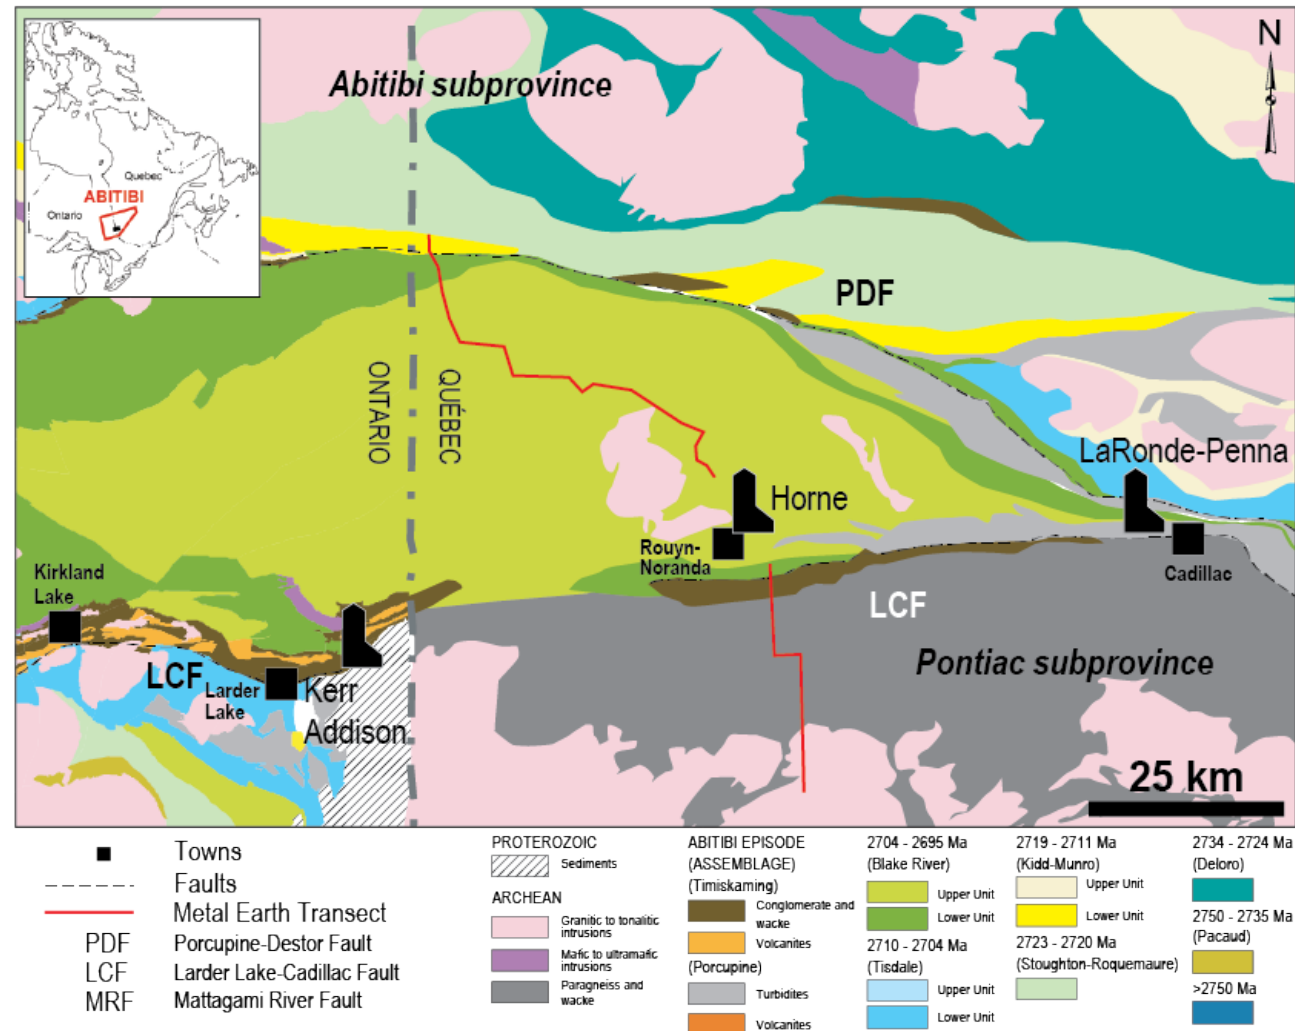 Abitibi subprovince
N
Quebec
ABITIBI
Ontario
PDF
ONTARIO
QUÉBEC
LaRonde-Penna
Horne
Rouyn-
Noranda
Cadillac
Kirkland
Lake
LCF
Pontiac subprovince
LCF
Larder
Lake
Kerr
Addison
25 km
Towns
Faults
Metal Earth Transect
PDF Porcupine-Destor Fault
LCF Larder Lake-Cadillac Fault
MRF Mattagami River Fault
PROTEROZOIC
Sediments
ARCHEAN
Granitic to tonalitic
intrusions
Mafic to ultramafic
intrusions
Paragneiss and
wacke
ABITIBI EPISODE
(ASSEMBLAGE)
(Timiskaming)
Conglomerate and
wacke
Volcanites
(Porcupine)
Turbidites
Volcanites
2704 - 2695 Ma
(Blake River)
Upper Unit
Lower Unit
2710 - 2704 Ma
(Tisdale)
Upper Unit
Lower Unit
2719 - 2711 Ma
(Kidd-Munro)
Upper Unit
Lower Unit
2723 - 2720 Ma
(Stoughton-Roquemaure)
2734 - 2724 Ma
(Deloro)
2750 - 2735 Ma
(Pacaud)
>2750 Ma